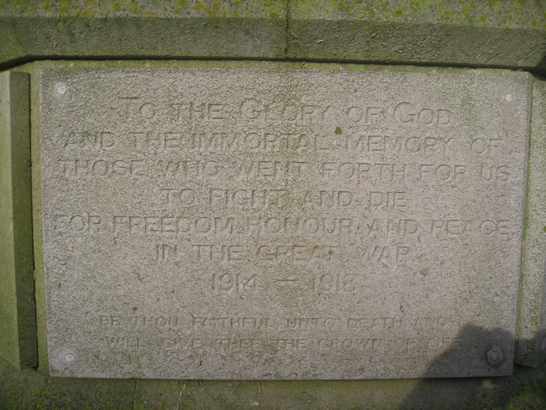 To the Glory of God
and the immortal memory of
those who went forth for us
to fight and die
for freedom, honour and peace
in the Great War
1914 – 1918
Be thou faithful unto death and
will give thee the crown of life